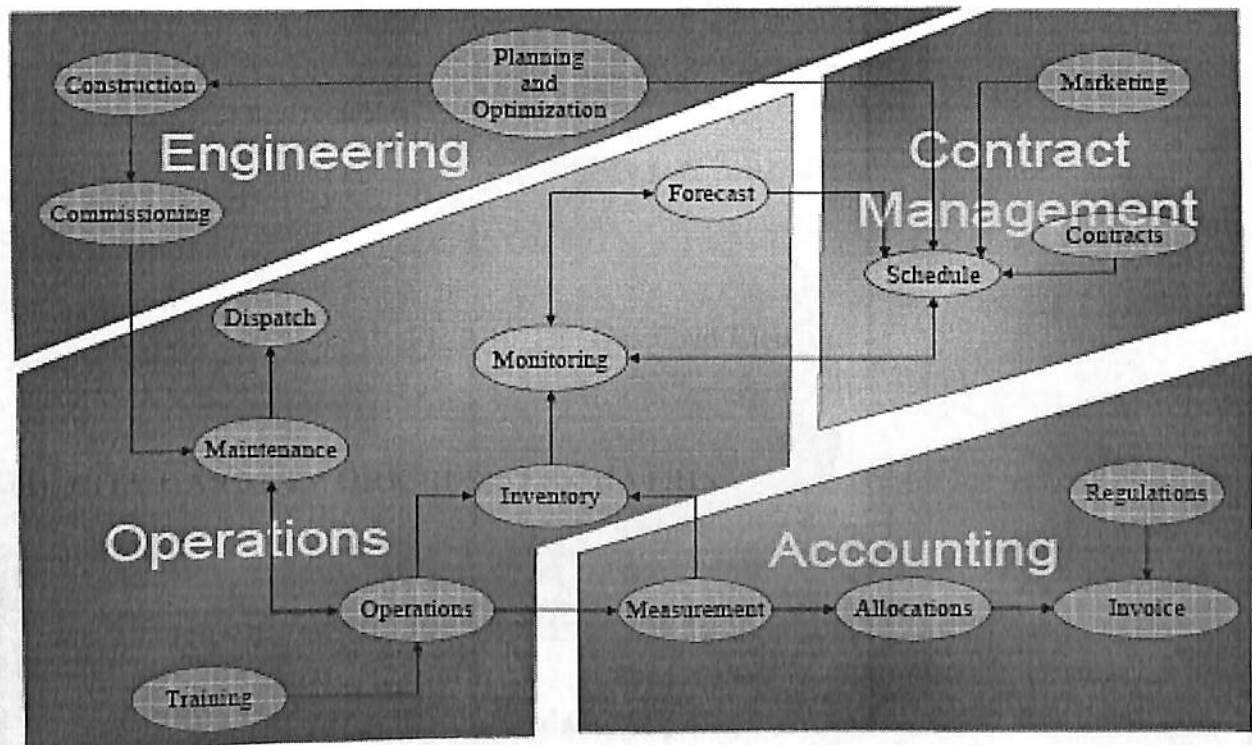 Planning
and
Optimization
Construction
Marketing
Engineering
Contract
Management
Forecast
Commissioning
Contracts
Schedule
Dispatch
Monitoring
Maintenance
Inventory
Regulations
Operations
Accounting
Operations
Measurement
Allocations
Invoice
Training